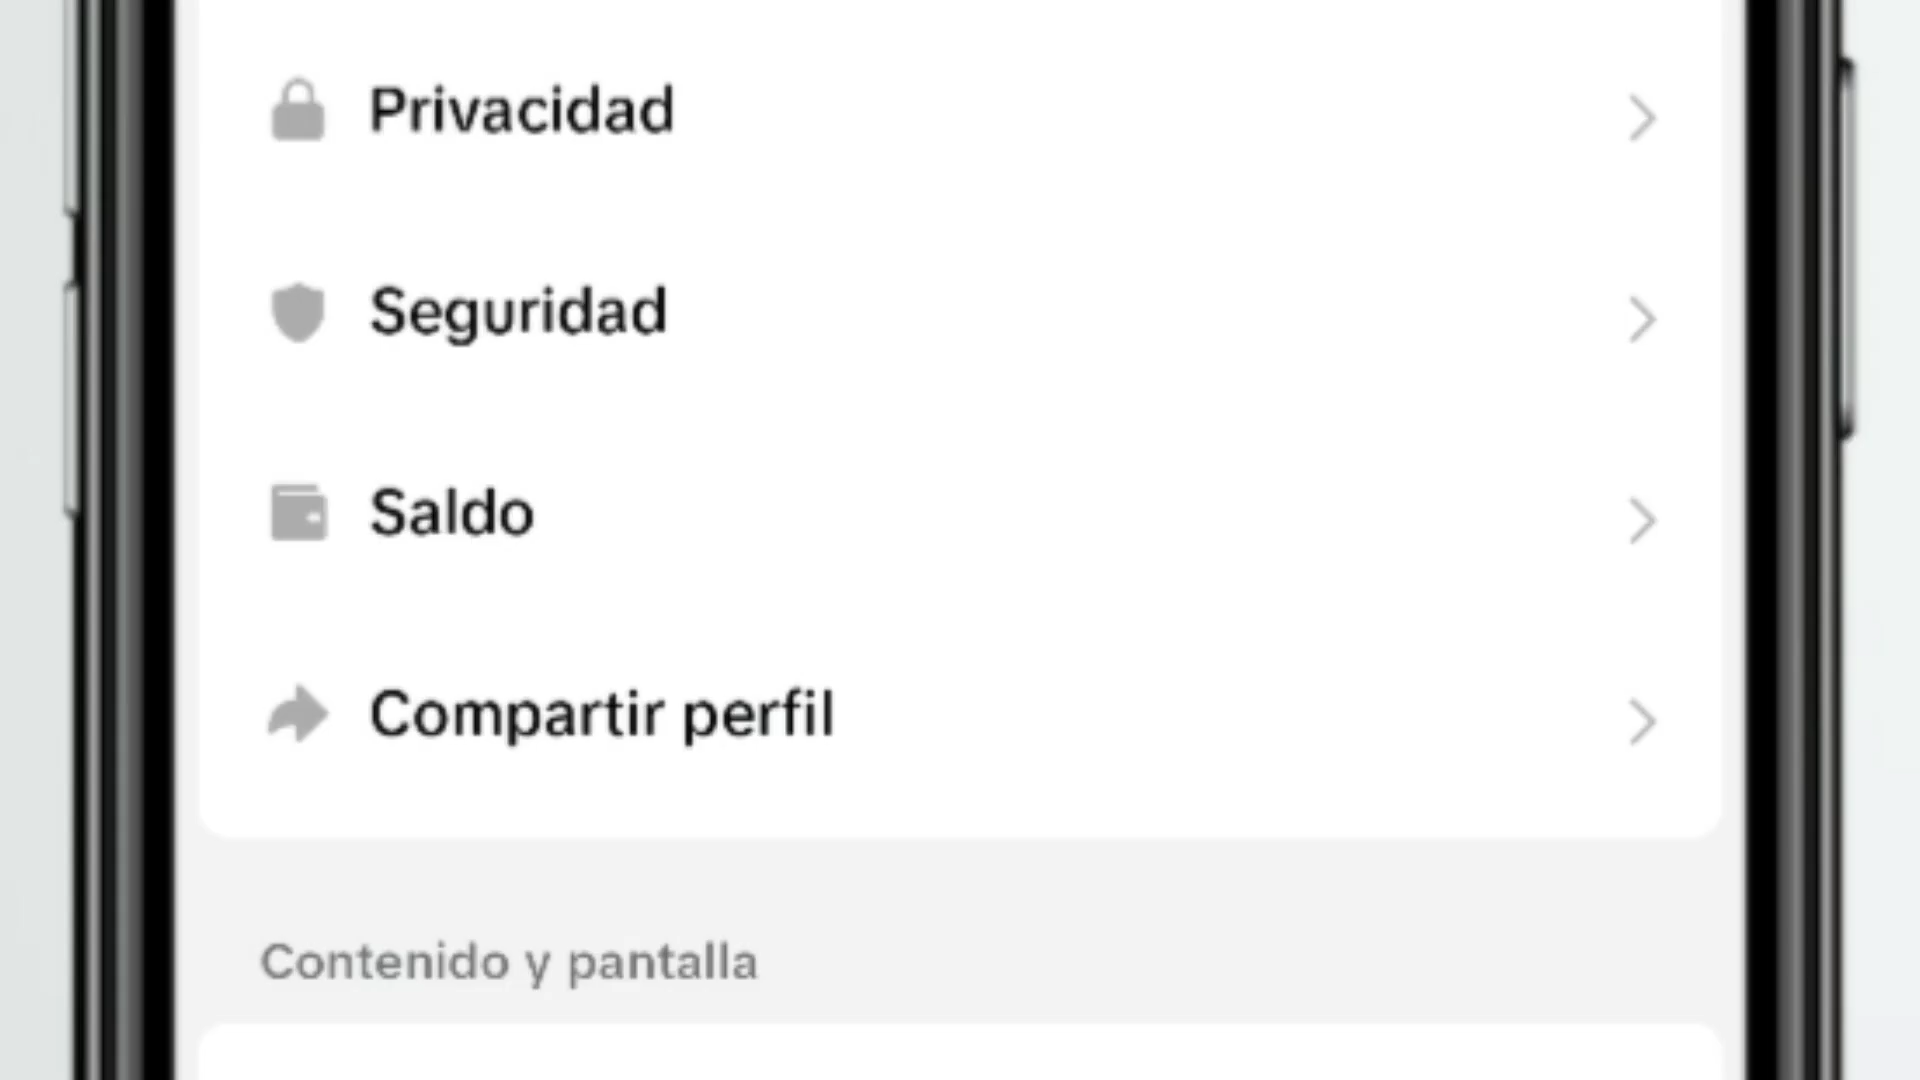 Privacidad
Seguridad
Saldo
Compartir perfil
Contenido y pantalla